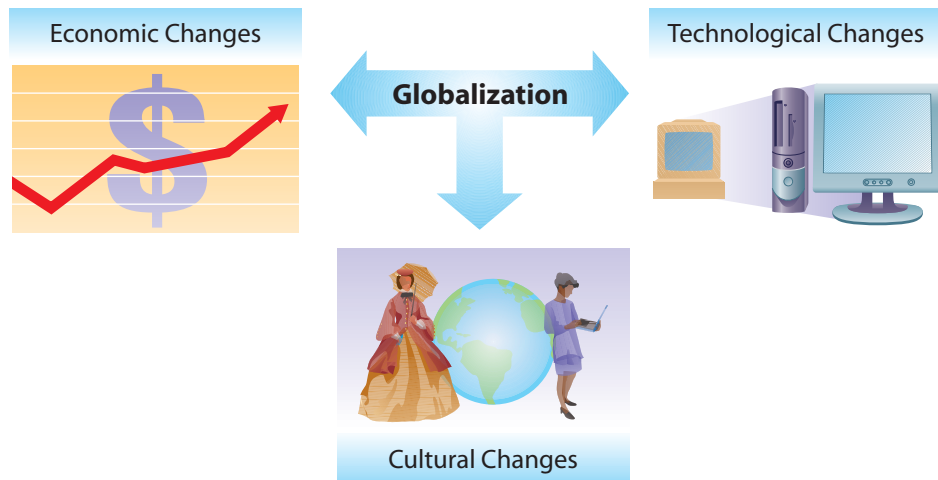 Economic Changes
Technological Changes
Globalization
$
Cultural Changes